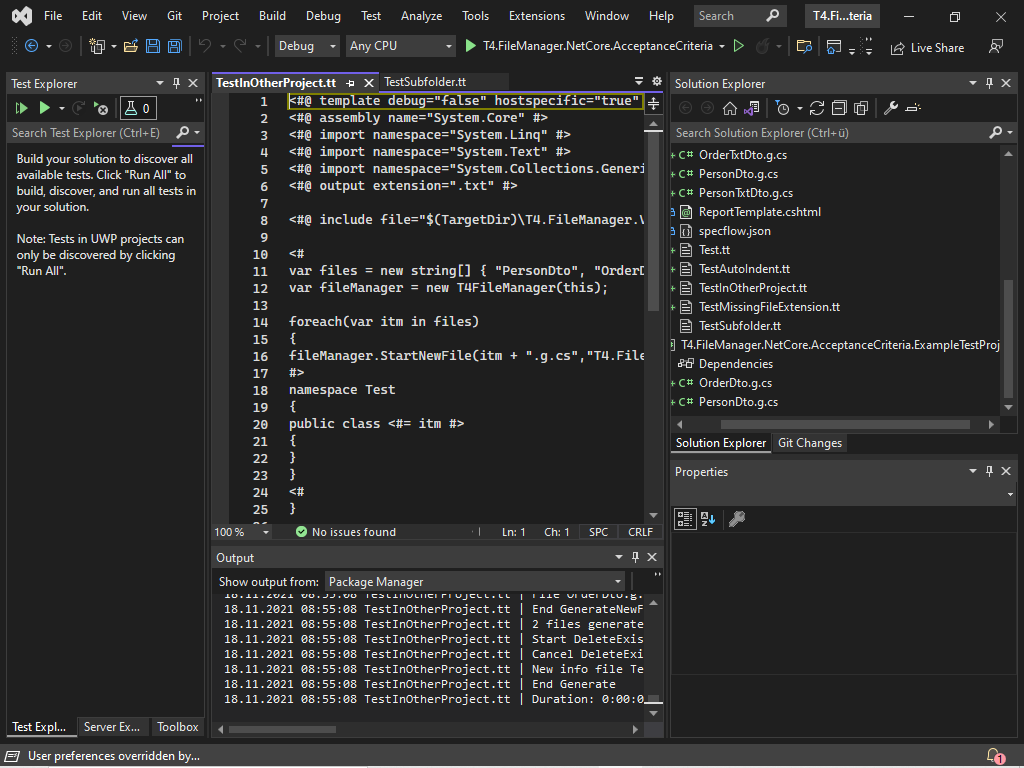 File Edit View Git Project Build Debug Test Analyze Tools Extensions Window Help Search T4.Fi...teria
Debug Any CPU T4.FileManager.NetCore.AcceptanceCriteria Live Share
Test Explorer
0
Search Test Explorer (Ctrl+E)
Build your solution to discover all
available tests. Click "Run All" to
build, discover, and run all tests in
your solution.
Note: Tests in UWP projects can
only be discovered by clicking
"Run All".
Test Expl... Server Ex... Toolbox
TestInOtherProject.tt TestSubfolder.tt
1 <#@ template debug="false" hostspecific="true"
2 <#@ assembly name="System.Core" #>
3 <#@ import namespace="System.Linq" #>
4 <#@ import namespace="System.Text" #>
5 <#@ import namespace="System.Collections.Generi
6 <#@ output extension=".txt" #>
7
8 <#@ include file="$(TargetDir)\T4.FileManager.V
9
10 <#
11 var files = new string[] { "PersonDto", "OrderD
12 var fileManager = new T4FileManager(this);
13
14 foreach(var itm in files)
15 {
16 fileManager.StartNewFile(itm + ".g.cs","T4.File
17 #>
18 namespace Test
19 {
20 public class <#= itm #>
21 {
22 }
23 }
24 <#
25 }
100 % No issues found Ln: 1 Ch: 1 SPC CRLF
Output
Show output from: Package Manager
18.11.2021 08:55:08 TestInOtherProject.tt | File OrderDto.g.
18.11.2021 08:55:08 TestInOtherProject.tt | End GenerateNewF
18.11.2021 08:55:08 TestInOtherProject.tt | 2 files generate
18.11.2021 08:55:08 TestInOtherProject.tt | Start DeleteExis
18.11.2021 08:55:08 TestInOtherProject.tt | Cancel DeleteExi
18.11.2021 08:55:08 TestInOtherProject.tt | New info file Te
18.11.2021 08:55:08 TestInOtherProject.tt | End Generate
18.11.2021 08:55:08 TestInOtherProject.tt | Duration: 0:00:0
Solution Explorer
Search Solution Explorer (Ctrl+ü)
C# OrderTxtDto.g.cs
C# PersonDto.g.cs
C# PersonTxtDto.g.cs
ReportTemplate.cshtml
specflow.json
Test.tt
TestAutoIndent.tt
TestInOtherProject.tt
TestMissingFileExtension.tt
TestSubfolder.tt
T4.FileManager.NetCore.AcceptanceCriteria.ExampleTestProj
Dependencies
C# OrderDto.g.cs
C# PersonDto.g.cs
Solution Explorer Git Changes
Properties
User preferences overridden by...
1